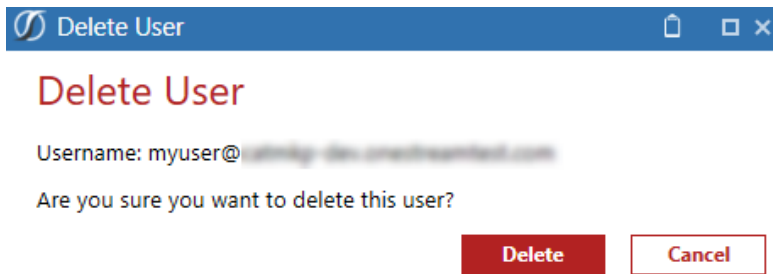 Delete User
Delete User
Username: myuser@
Are you sure you want to delete this user?
Delete Cancel